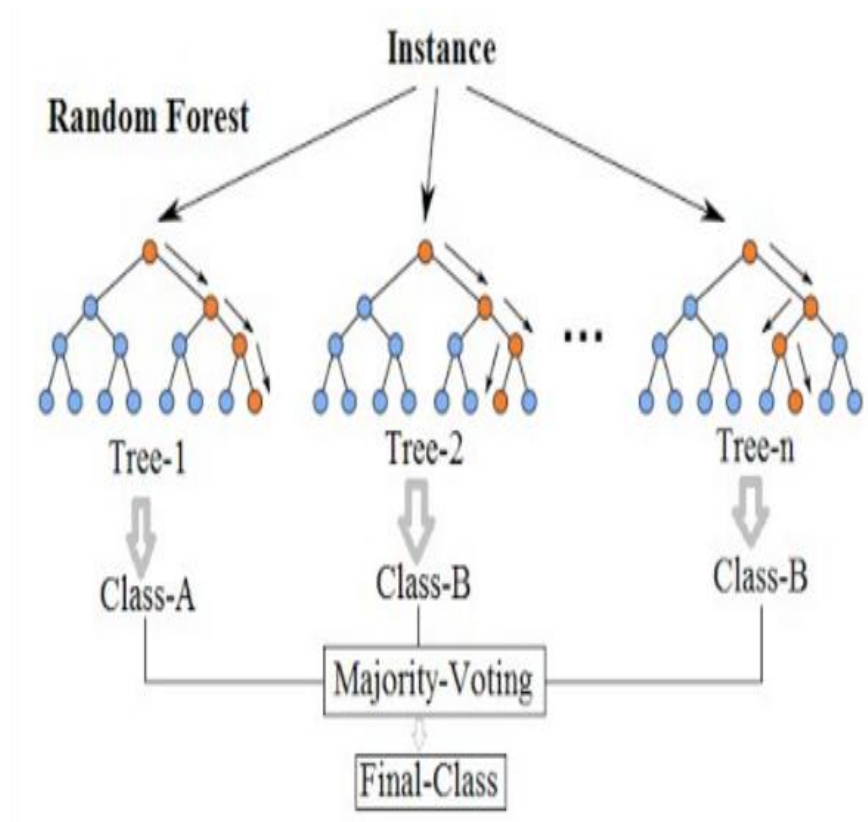 Instance
Random Forest
...
Tree-1
Tree-2
Tree-n
Class-A
Class-B
Class-B
Majority-Voting
Final-Class